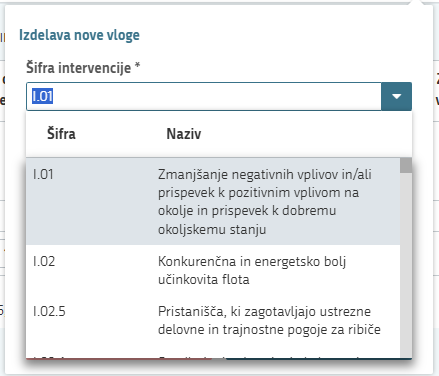 Izdelava nove vloge
Šifra intervencije *
I.01
Šifra Naziv
I.01 Zmanjšanje negativnih vplivov in/ali
prispevek k pozitivnim vplivom na
okolje in prispevek k dobremu
okoljskemu stanju
I.02 Konkurenčna in energetsko bolj
učinkovita flota
I.02.5 Pristanišča, ki zagotavljajo ustrezne
delovne in trajnostne pogoje za ribiče